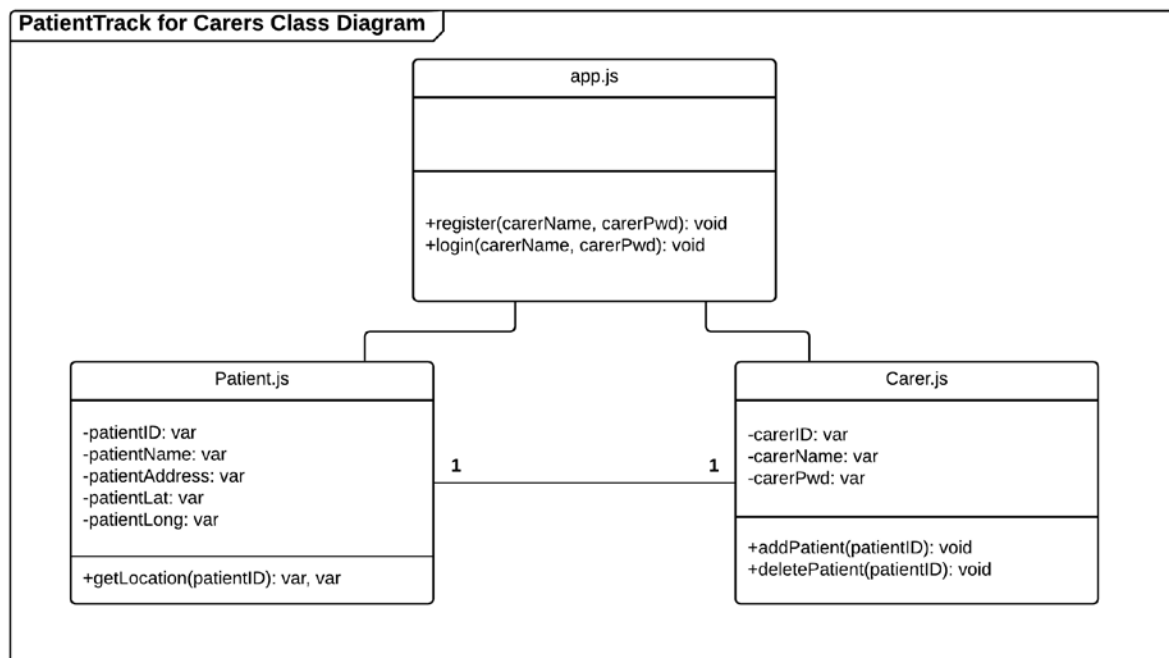 PatientTrack for Carers Class Diagram
app.js
+register(carerName, carerPwd): void
+login(carerName, carerPwd): void
Patient.js
-patientID: var
-patientName: var
-patientAddress: var
-patientLat: var
-patientLong: var
+getLocation(patientID): var, var
1
1
Carer.js
-carerID: var
-carerName: var
-carerPwd: var
+addPatient(patientID): void
+deletePatient(patientID): void